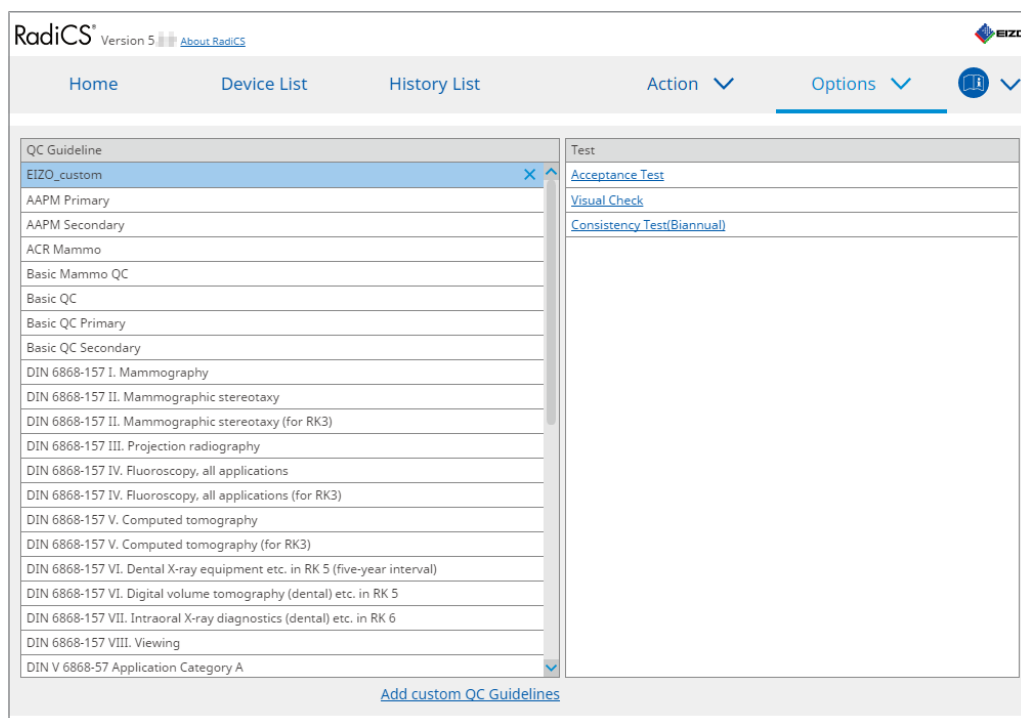 RadiCS® Version 5. About RadiCS
EIZO
Home Device List History List Action Options
QC Guideline
EIZO_custom
AAPM Primary
AAPM Secondary
ACR Mammo
Basic Mammo QC
Basic QC
Basic QC Primary
Basic QC Secondary
DIN 6868-157 I. Mammography
DIN 6868-157 II. Mammographic stereotaxy
DIN 6868-157 II. Mammographic stereotaxy (for RK3)
DIN 6868-157 III. Projection radiography
DIN 6868-157 IV. Fluoroscopy, all applications
DIN 6868-157 IV. Fluoroscopy, all applications (for RK3)
DIN 6868-157 V. Computed tomography
DIN 6868-157 V. Computed tomography (for RK3)
DIN 6868-157 VI. Dental X-ray equipment etc. in RK 5 (five-year interval)
DIN 6868-157 VI. Digital volume tomography (dental) etc. in RK 5
DIN 6868-157 VII. Intraoral X-ray diagnostics (dental) etc. in RK 6
DIN 6868-157 VIII. Viewing
DIN V 6868-57 Application Category A
Test
Acceptance Test
Visual Check
Consistency Test(Biannual)
Add custom QC Guidelines